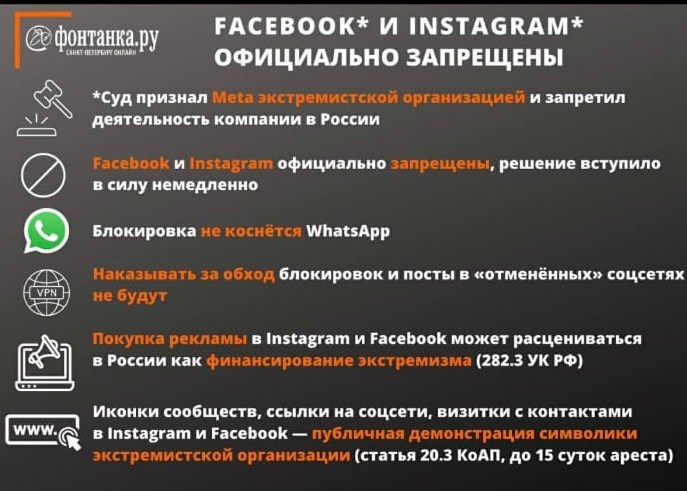 фонтанка.ру
САНКТ-ПЕТЕРБУРГ ОНЛАЙН
FACEBOOK* И INSTAGRAM*
ОФИЦИАЛЬНО ЗАПРЕЩЕНЫ
*Суд признал Meta экстремистской организацией и запретил
деятельность компании в России
Facebook и Instagram официально запрещены, решение вступило
в силу немедленно
Блокировка не коснётся WhatsApp
VPN
Наказывать за обход блокировок и посты в «отменённых» соцсетях
не будут
Покупка рекламы в Instagram и Facebook может расцениваться
в России как финансирование экстремизма (282.3 УК РФ)
www.
Иконки сообществ, ссылки на соцсети, визитки с контактами
в Instagram и Facebook — публичная демонстрация символики
экстремистской организации (статья 20.3 КоАП, до 15 суток ареста)